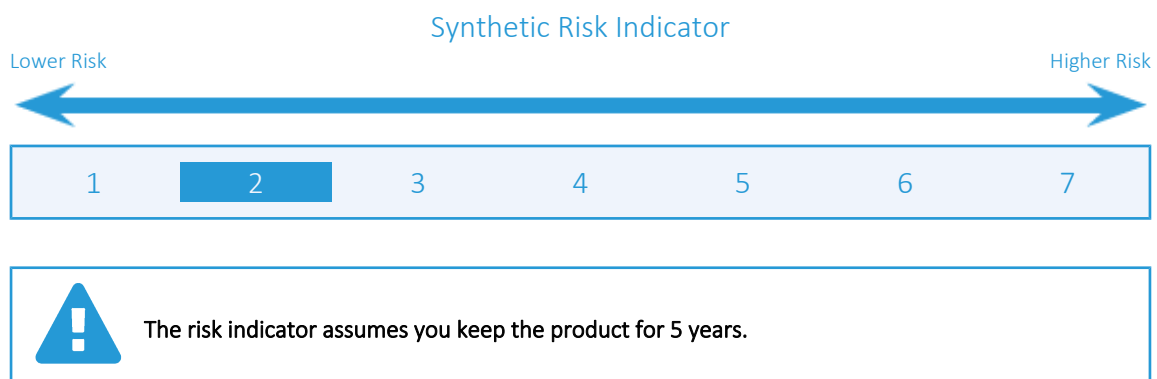 Synthetic Risk Indicator
Lower Risk Higher Risk
1 2 3 4 5 6 7
The risk indicator assumes you keep the product for 5 years.